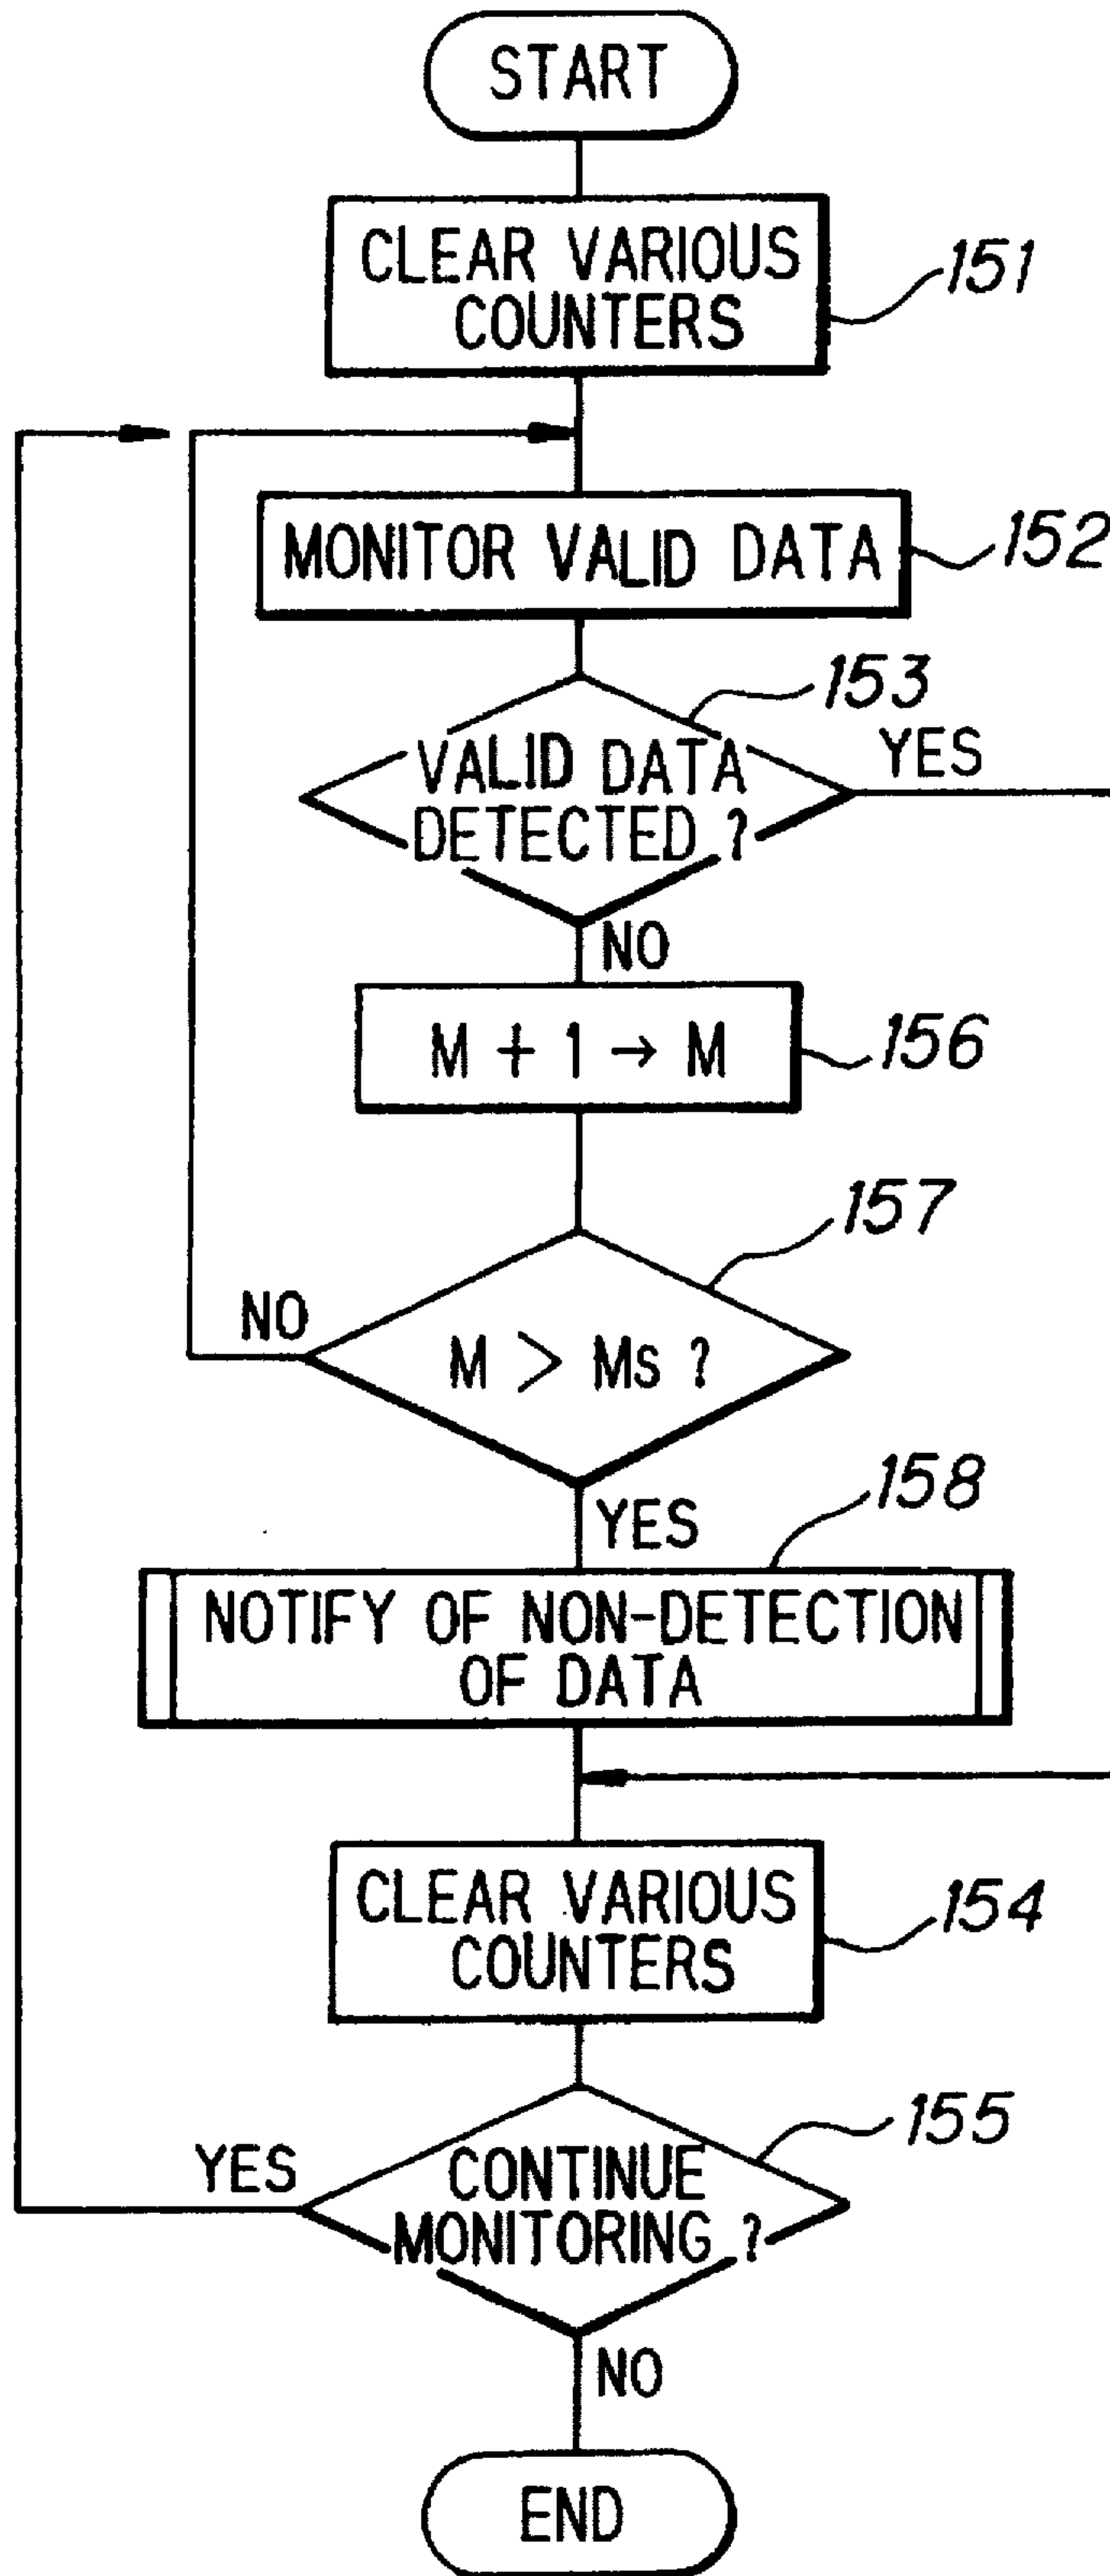 START
CLEAR VARIOUS
COUNTERS
151
MONITOR VALID DATA
152
153
VALID DATA
DETECTED ?
YES
NO
M + 1 → M
156
157
NO
M > Ms ?
YES
158
NOTIFY OF NON-DETECTION
OF DATA
CLEAR VARIOUS
COUNTERS
154
155
YES
CONTINUE
MONITORING ?
NO
END